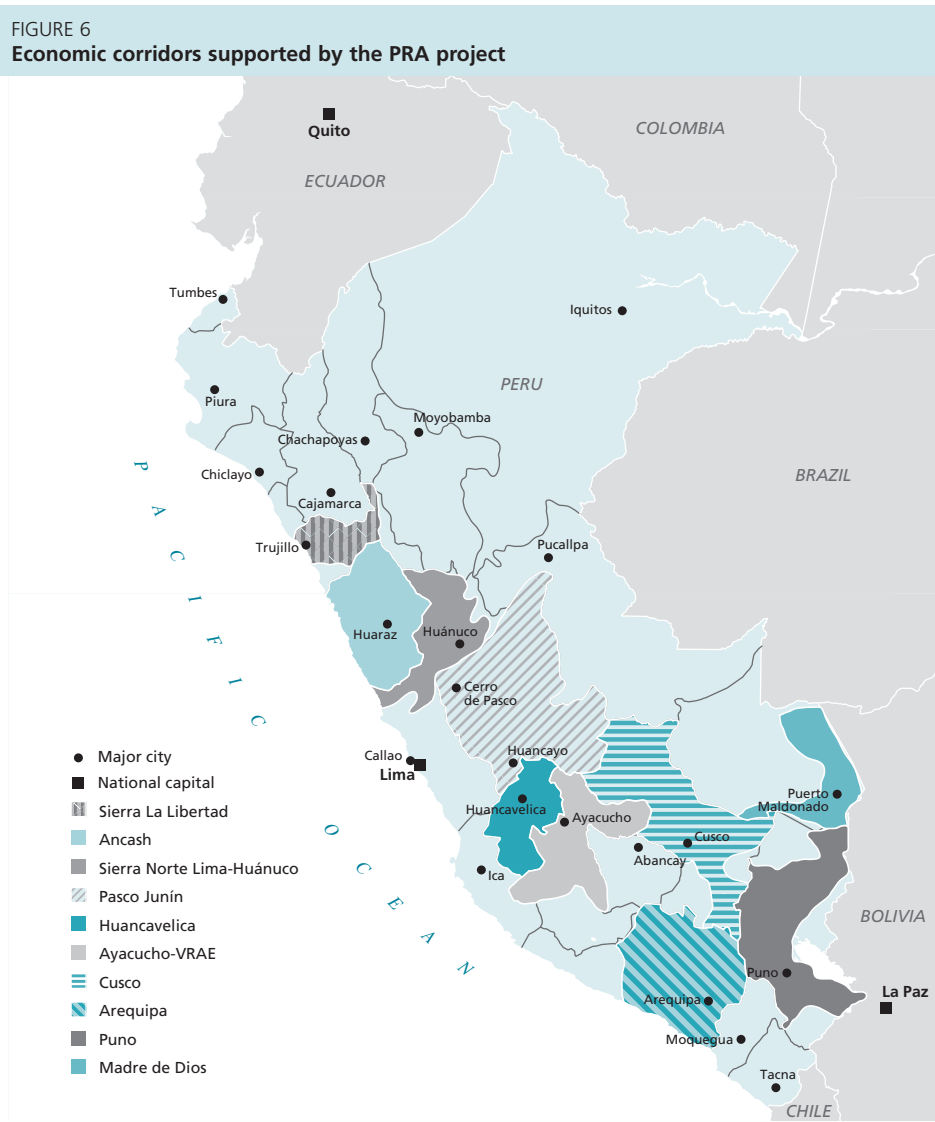 FIGURE 6
Economic corridors supported by the PRA project
Quito
COLOMBIA
ECUADOR
Tumbes
Iquitos
PERU
Piura
Moyobamba
Chachapoyas
Chiclayo
BRAZIL
Cajamarca
Trujillo
Pucallpa
PACIFIC OCEAN
Huaraz
Huánuco
Cerro
de Pasco
Callao
Lima
Huancayo
Puerto
Maldonado
Huancavelica
Ayacucho
Cusco
Abancay
Ica
BOLIVIA
Puno
La Paz
Arequipa
Moquegua
Tacna
CHILE
Major city
National capital
Sierra La Libertad
Ancash
Sierra Norte Lima-Huánuco
Pasco Junín
Huancavelica
Ayacucho-VRAE
Cusco
Arequipa
Puno
Madre de Dios